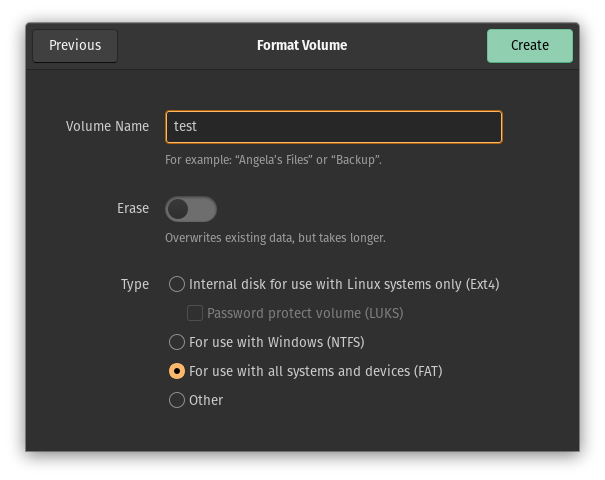 Previous
Format Volume
Create
Volume Name
test
For example: “Angela's Files” or “Backup”.
Erase
Overwrites existing data, but takes longer.
Type
Internal disk for use with Linux systems only (Ext4)
Password protect volume (LUKS)
For use with Windows (NTFS)
For use with all systems and devices (FAT)
Other